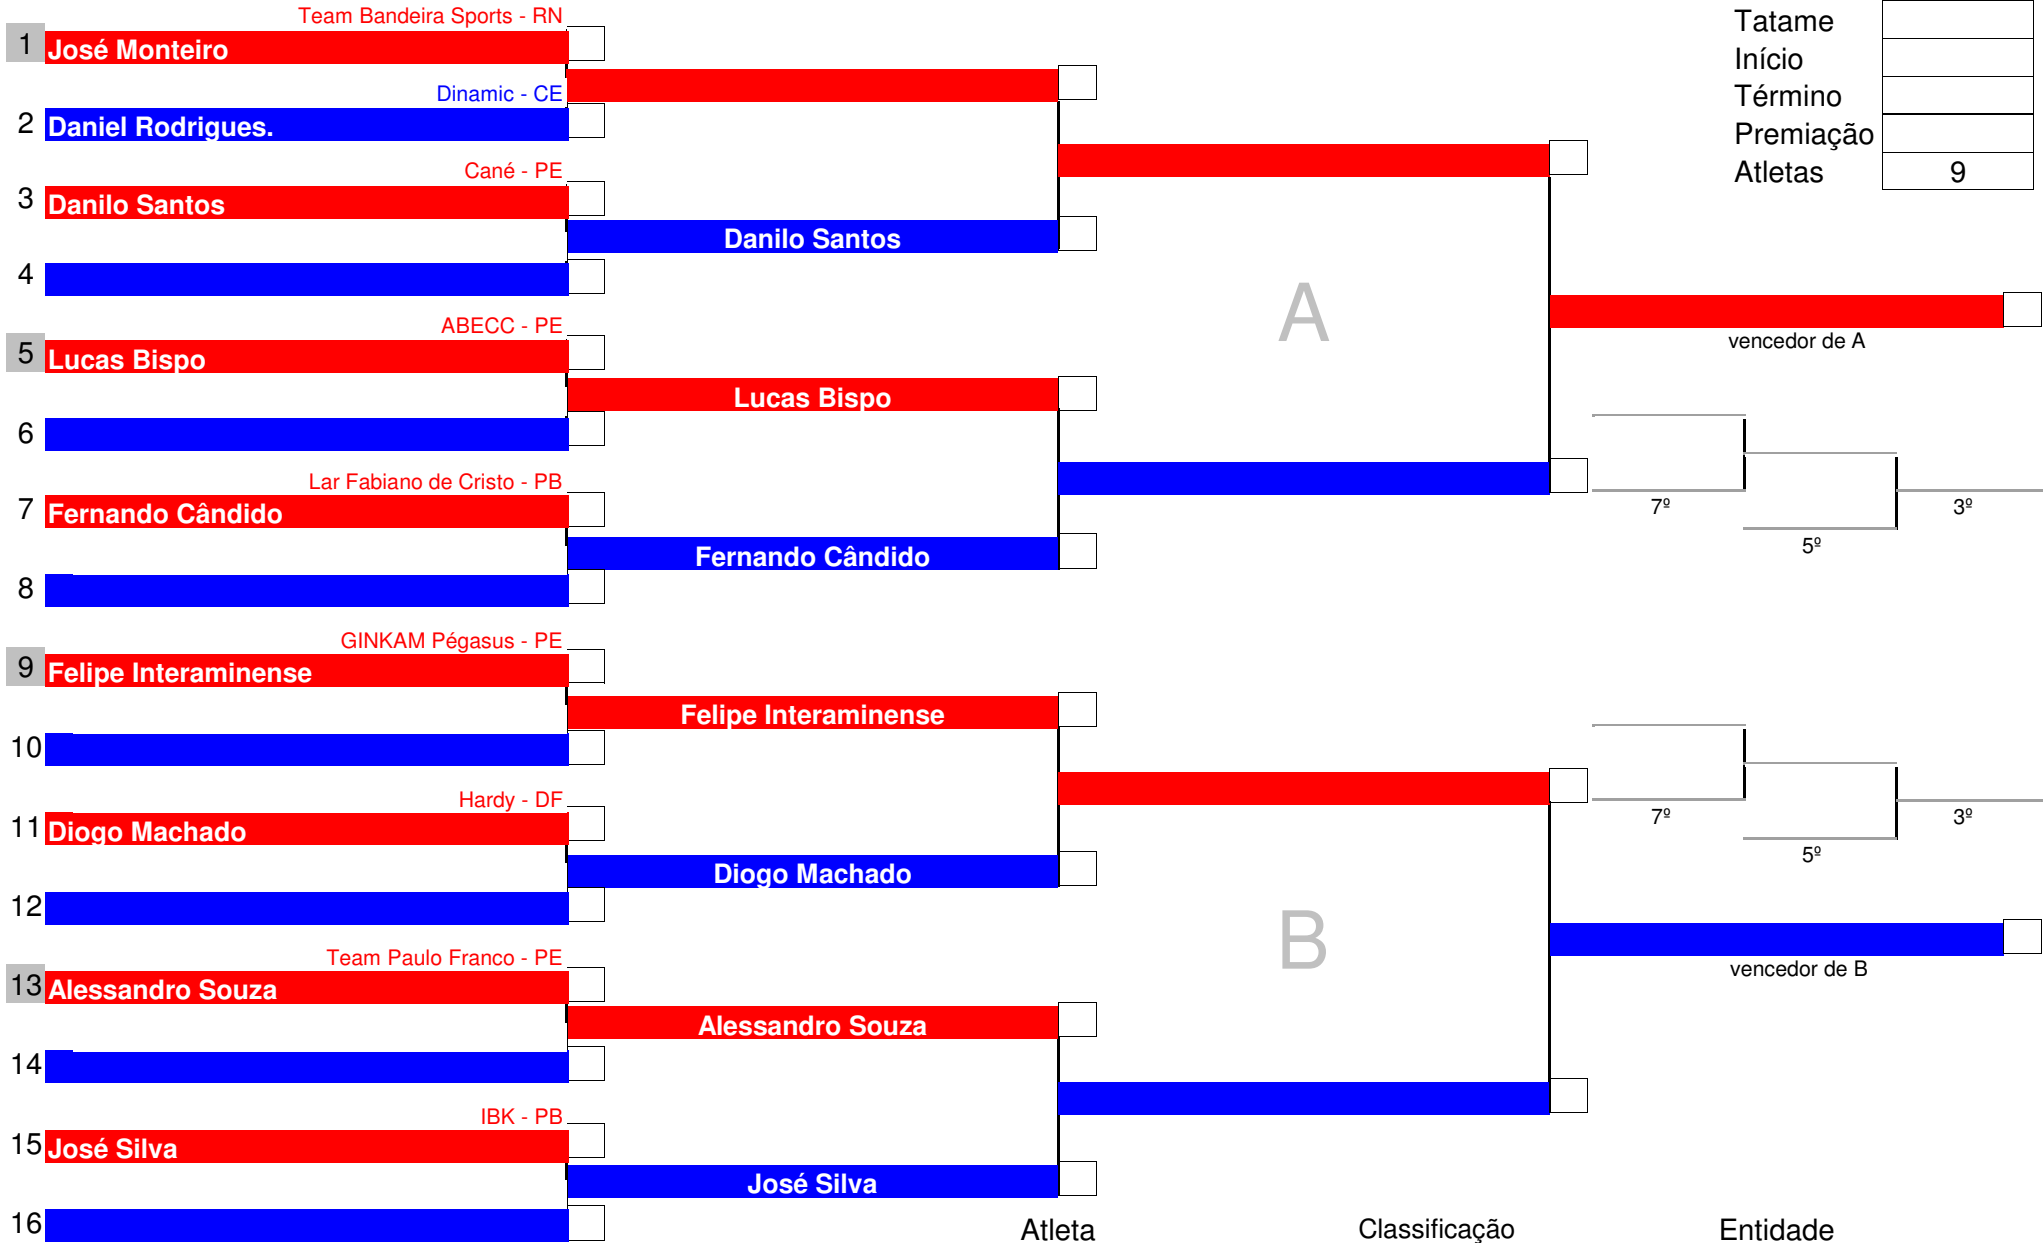 Team Bandeira Sports - RN
1 José Monteiro
Dinamic - CE
2 Daniel Rodrigues.
Cané - PE
3 Danilo Santos
Danilo Santos
4
ABECC - PE
5 Lucas Bispo
Lucas Bispo
6
Lar Fabiano de Cristo - PB
7 Fernando Cândido
Fernando Cândido
8
GINKAM Pégasus - PE
9 Felipe Interaminense
Felipe Interaminense
10
Hardy - DF
11 Diogo Machado
Diogo Machado
12
Team Paulo Franco - PE
13 Alessandro Souza
Alessandro Souza
14
IBK - PB
15 José Silva
José Silva
16
A
B
Tatame
Início
Término
Premiação
Atletas 9
vencedor de A
7º
5º
3º
7º
5º
3º
vencedor de B
Atleta Classificação Entidade